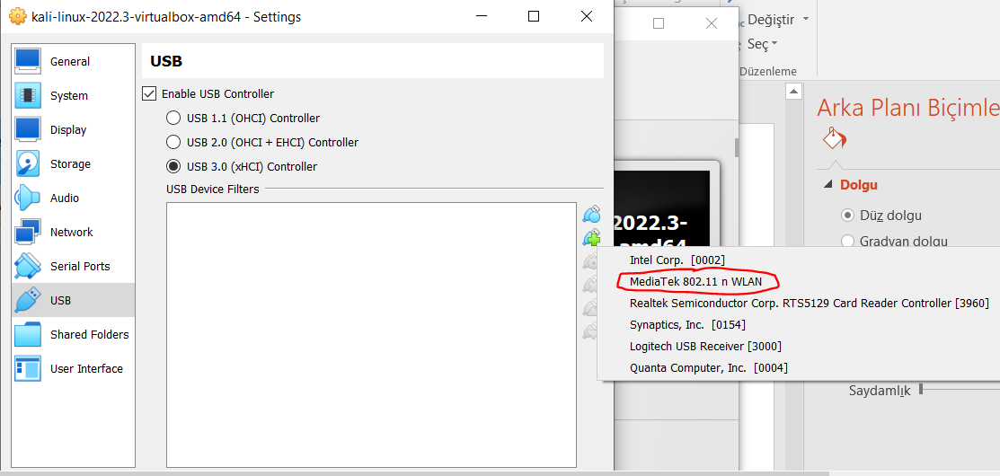 kali-linux-2022.3-virtualbox-amd64 - Settings
General
System
Display
Storage
Audio
Network
Serial Ports
USB
Shared Folders
User Interface
USB
Enable USB Controller
USB 1.1 (OHCI) Controller
USB 2.0 (OHCI + EHCI) Controller
USB 3.0 (xHCI) Controller
USB Device Filters
Intel Corp. [0002]
MediaTek 802.11 n WLAN
Realtek Semiconductor Corp. RTS5129 Card Reader Controller [3960]
Synaptics, Inc. [0154]
Logitech USB Receiver [3000]
Quanta Computer, Inc. [0004]
2022.3-
amd64
Değiştir
Seç
Düzenleme
Arka Planı Biçimle
Dolgu
Düz dolgu
Gradyan dolgu
Saydamlık